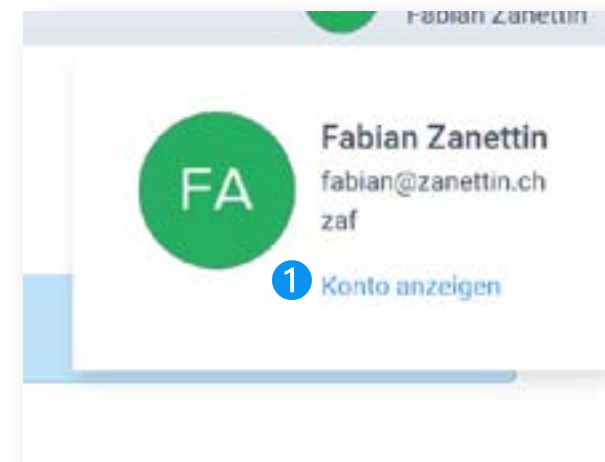 Fabian Zanettin
FA
Fabian Zanettin
fabian@zanettin.ch
zaf
1 Konto anzeigen